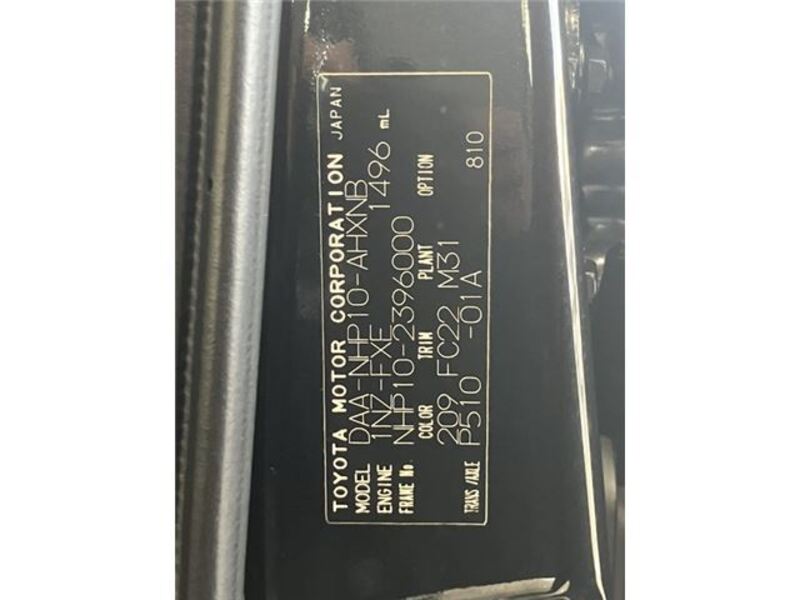 TOYOTA MOTOR CORPORATION JAPAN
MODEL DAA-NHP10-AHXNB
ENGINE 1NZ-FXE 1496 mL
FRAME No. NHP10-2396000
COLOR TRIM PLANT OPTION
209 FC22 M31
TRANS/AXLE P510 -01A 810